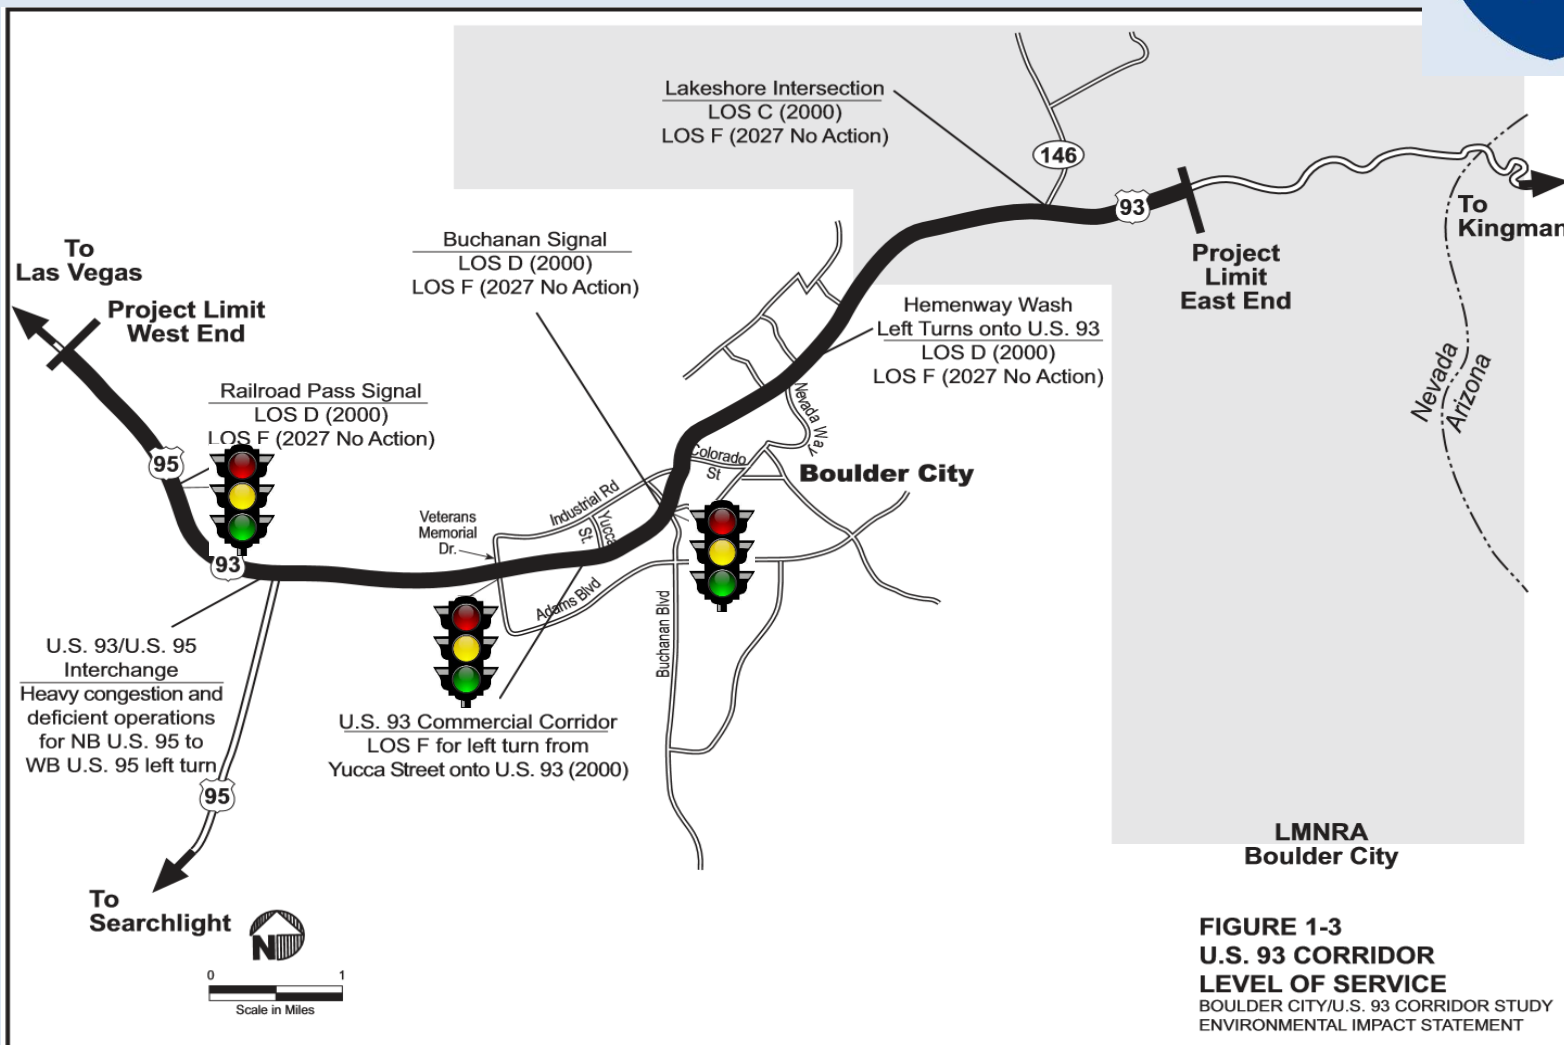 Lakeshore Intersection
LOS C (2000)
LOS F (2027 No Action)
146
93
To
Kingman
Project
Limit
East End
Buchanan Signal
LOS D (2000)
LOS F (2027 No Action)
To
Las Vegas
Project Limit
West End
Hemenway Wash
Left Turns onto U.S. 93
LOS D (2000)
LOS F (2027 No Action)
Nevada
Arizona
Railroad Pass Signal
LOS D (2000)
LOS F (2027 No Action)
95
Nevada Way
Colorado
St
Boulder City
Industrial Rd
Yucca
St.
Veterans
Memorial
Dr.
93
Adams Blvd
Buchanan Blvd
U.S. 93/U.S. 95
Interchange
Heavy congestion and
deficient operations
for NB U.S. 95 to
WB U.S. 95 left turn
U.S. 93 Commercial Corridor
LOS F for left turn from
Yucca Street onto U.S. 93 (2000)
95
To
Searchlight
N
0 1
Scale in Miles
LMNRA
Boulder City
FIGURE 1-3
U.S. 93 CORRIDOR
LEVEL OF SERVICE
BOULDER CITY/U.S. 93 CORRIDOR STUDY
ENVIRONMENTAL IMPACT STATEMENT